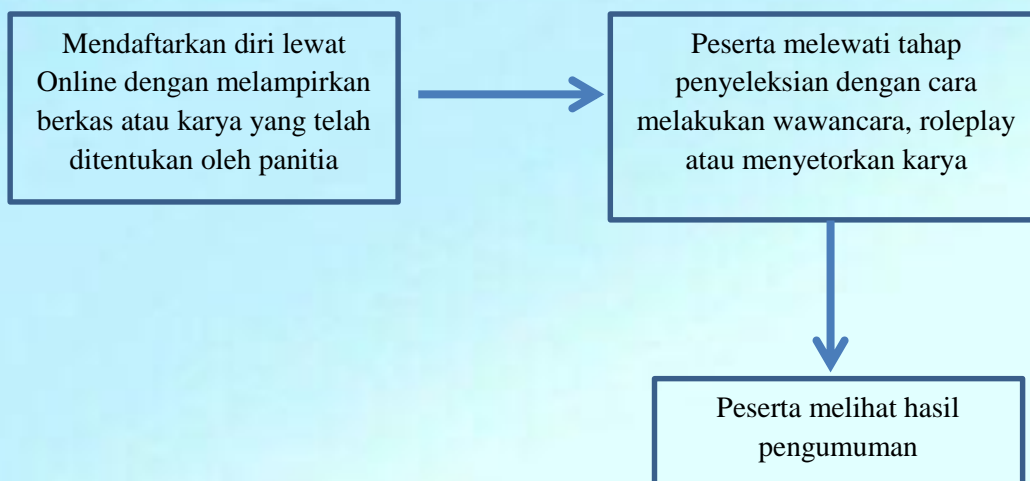 Mendaftarkan diri lewat
Online dengan melampirkan
berkas atau karya yang telah
ditentukan oleh panitia
Peserta melewati tahap
penyeleksian dengan cara
melakukan wawancara, roleplay
atau menyetorkan karya
Peserta melihat hasil
pengumuman